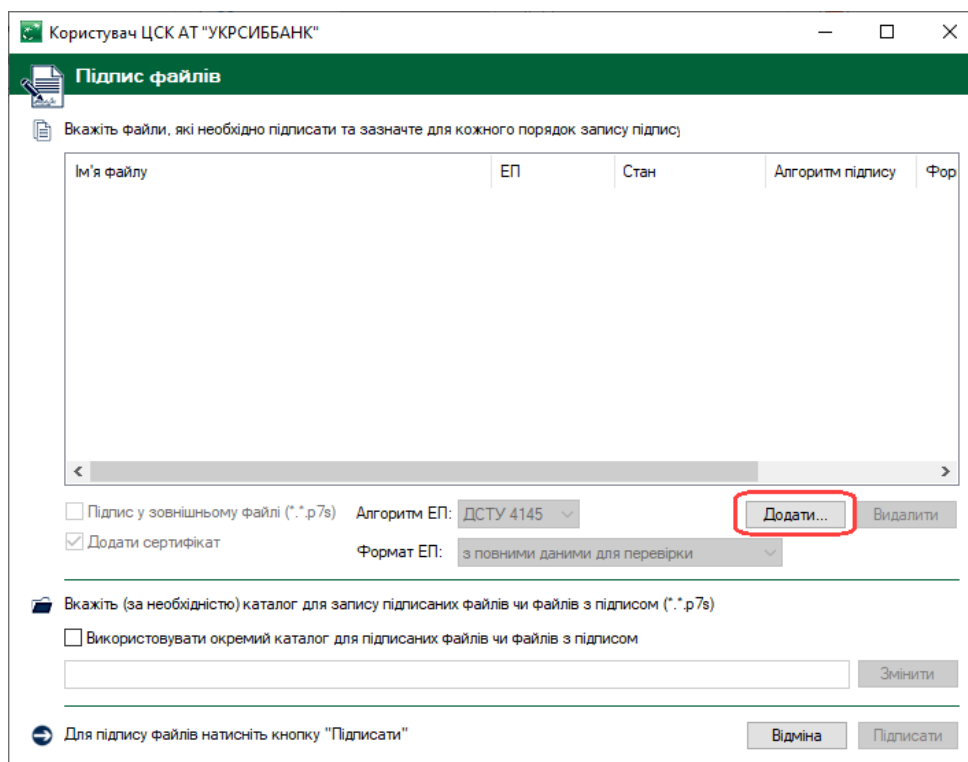 Користувач ЦСК АТ "УКРСИББАНК"
Підпис файлів
Вкажіть файли, які необхідно підписати та зазначте для кожного порядок запису підпису
Ім'я файлу ЕП Стан Алгоритм підпису Фор
Підпис у зовнішньому файлі (*.*.p7s) Алгоритм ЕП: ДСТУ 4145 Додати... Видалити
Додати сертифікат
Формат ЕП: з повними даними для перевірки
Вкажіть (за необхідністю) каталог для запису підписаних файлів чи файлів з підписом (*.*.p7s)
Використовувати окремий каталог для підписаних файлів чи файлів з підписом
Змінити
Для підпису файлів натисніть кнопку "Підписати" Відміна Підписати